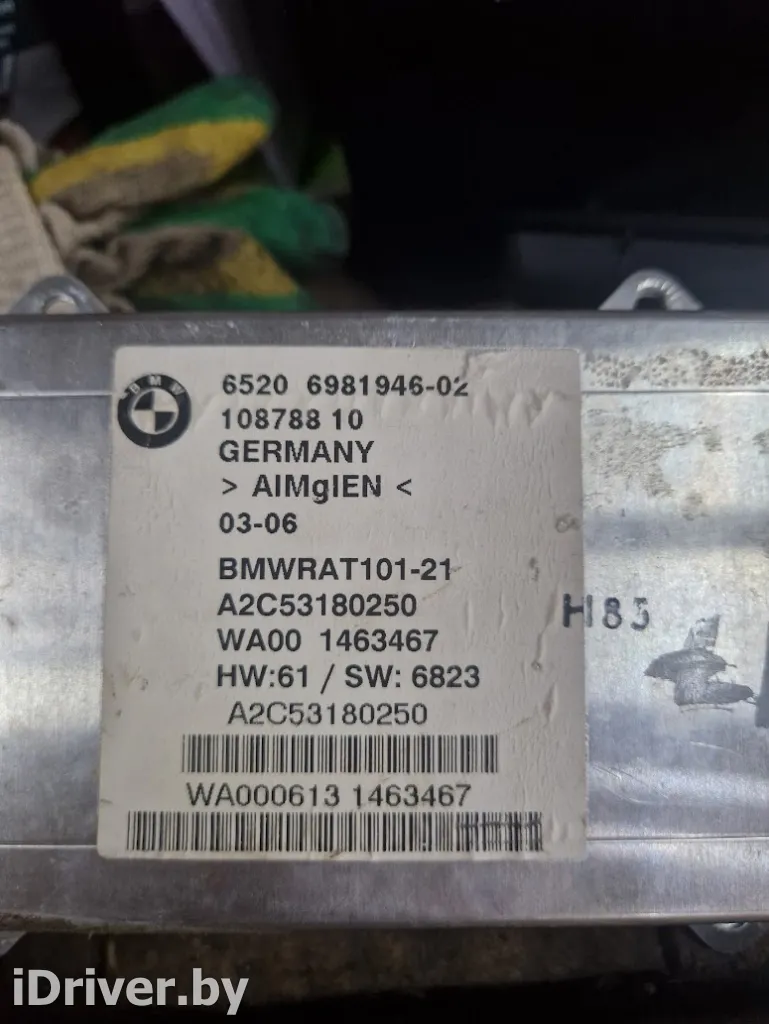 BMW
6520 6981946-02
108788 10
GERMANY
> AlMgIEN <
03-06
BMWRAT101-21
A2C53180250
WA00 1463467
HW:61 / SW: 6823
A2C53180250
WA000613 1463467
H85
iDriver.by